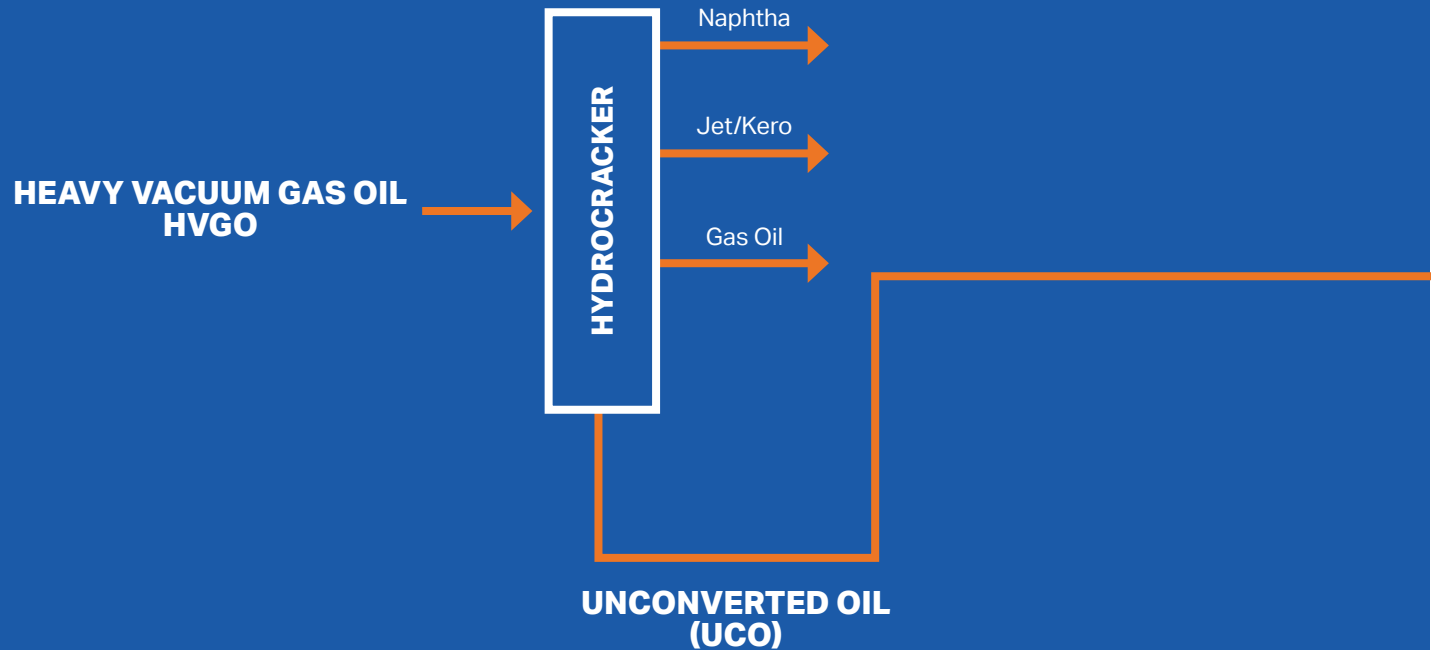 Naphtha
Jet/Kero
HYDROCRACKER
HEAVY VACUUM GAS OIL
HVGO
Gas Oil
UNCONVERTED OIL
(UCO)